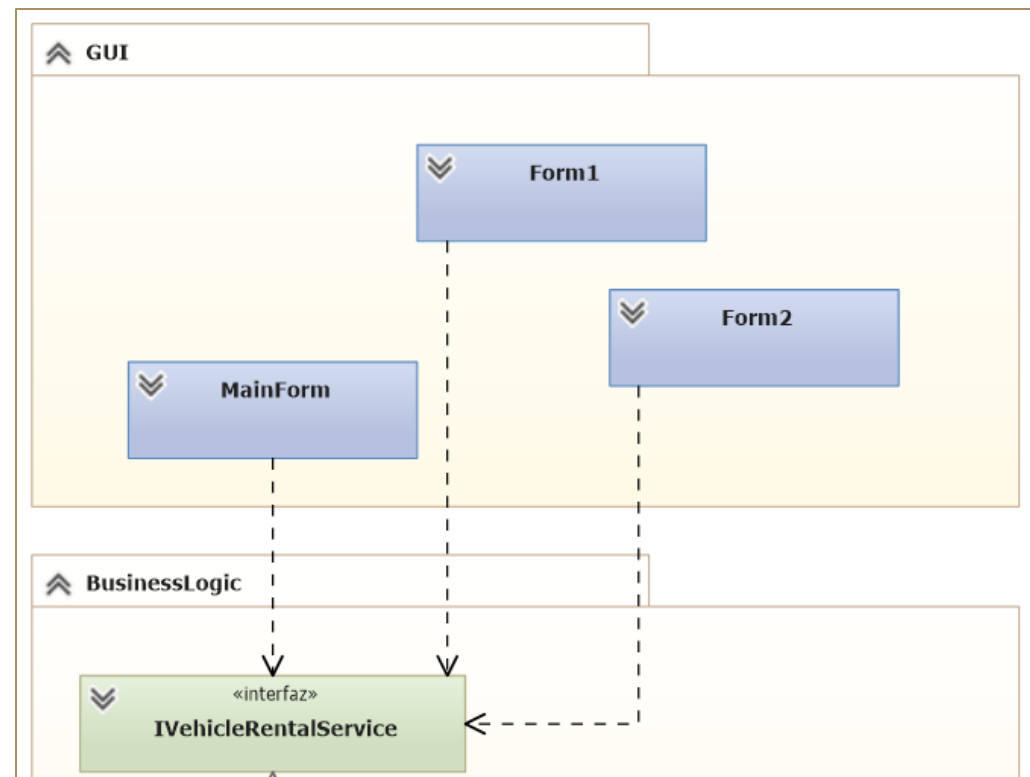 GUI
Form1
Form2
MainForm
BusinessLogic
«interfaz»
IVehicleRentalService